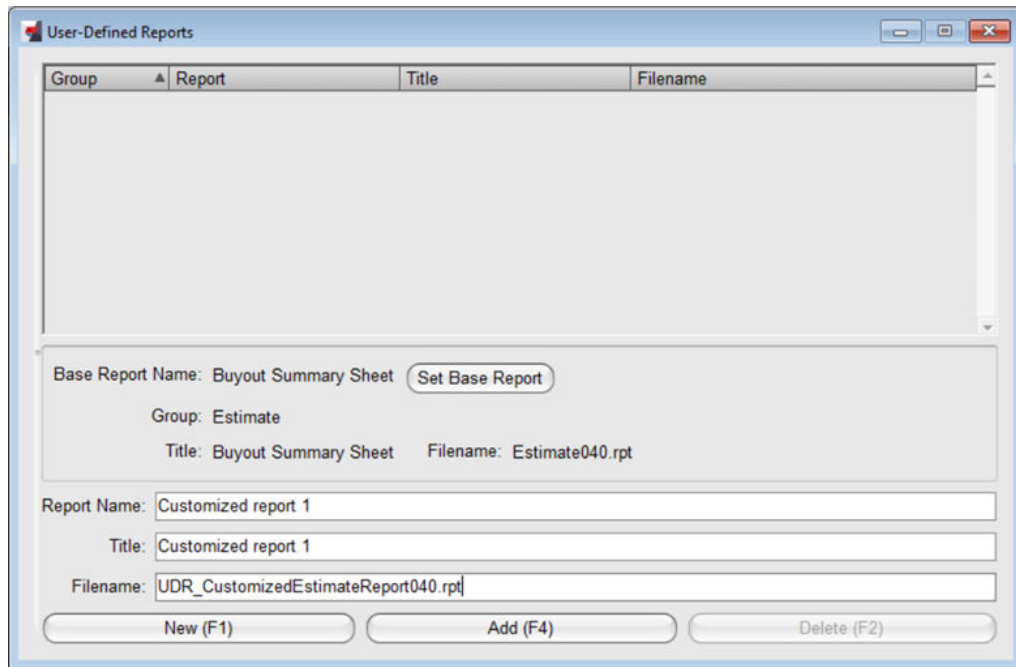 User-Defined Reports
Group Report Title Filename
Base Report Name: Buyout Summary Sheet Set Base Report
Group: Estimate
Title: Buyout Summary Sheet Filename: Estimate040.rpt
Report Name: Customized report 1
Title: Customized report 1
Filename: UDR_CustomizedEstimateReport040.rpt
New (F1) Add (F4) Delete (F2)